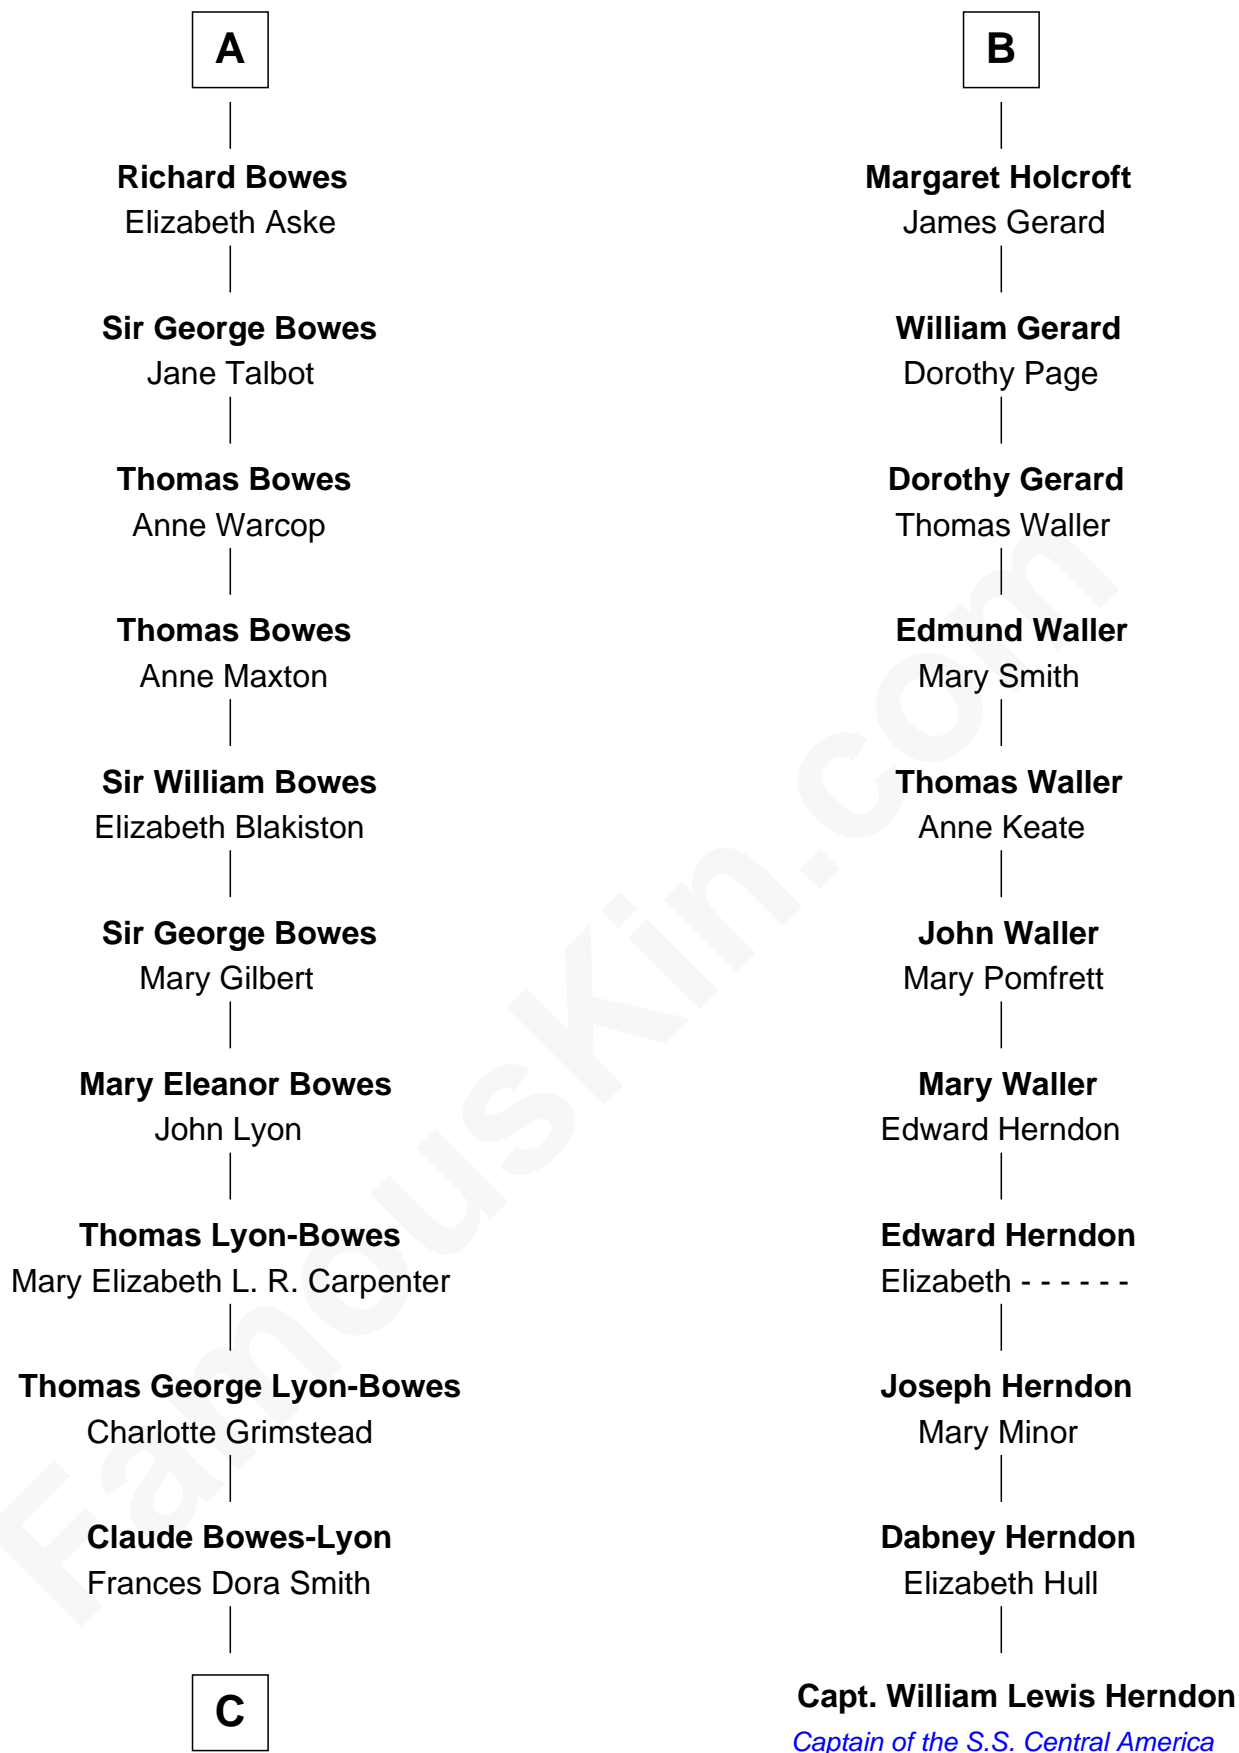 A
Richard Bowes
Elizabeth Aske
Sir George Bowes
Jane Talbot
Thomas Bowes
Anne Warcop
Thomas Bowes
Anne Maxton
Sir William Bowes
Elizabeth Blakiston
Sir George Bowes
Mary Gilbert
Mary Eleanor Bowes
John Lyon
Thomas Lyon-Bowes
Mary Elizabeth L. R. Carpenter
Thomas George Lyon-Bowes
Charlotte Grimstead
Claude Bowes-Lyon
Frances Dora Smith
C
B
Margaret Holcroft
James Gerard
William Gerard
Dorothy Page
Dorothy Gerard
Thomas Waller
Edmund Waller
Mary Smith
Thomas Waller
Anne Keate
John Waller
Mary Pomfrett
Mary Waller
Edward Herndon
Edward Herndon
Elizabeth - - - - - -
Joseph Herndon
Mary Minor
Dabney Herndon
Elizabeth Hull
Capt. William Lewis Herndon
Captain of the S.S. Central America
FamousKin.com